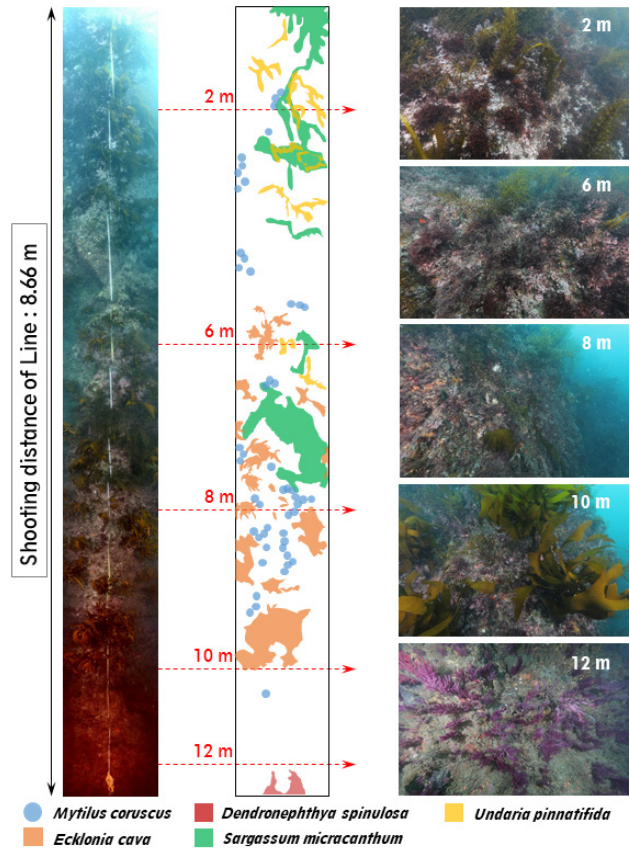 Shooting distance of Line : 8.66 m
2 m
6 m
8 m
10 m
12 m
2 m
6 m
8 m
10 m
12 m
Mytilus coruscus
Dendronephthya spinulosa
Undaria pinnatifida
Ecklonia cava
Sargassum micracanthum